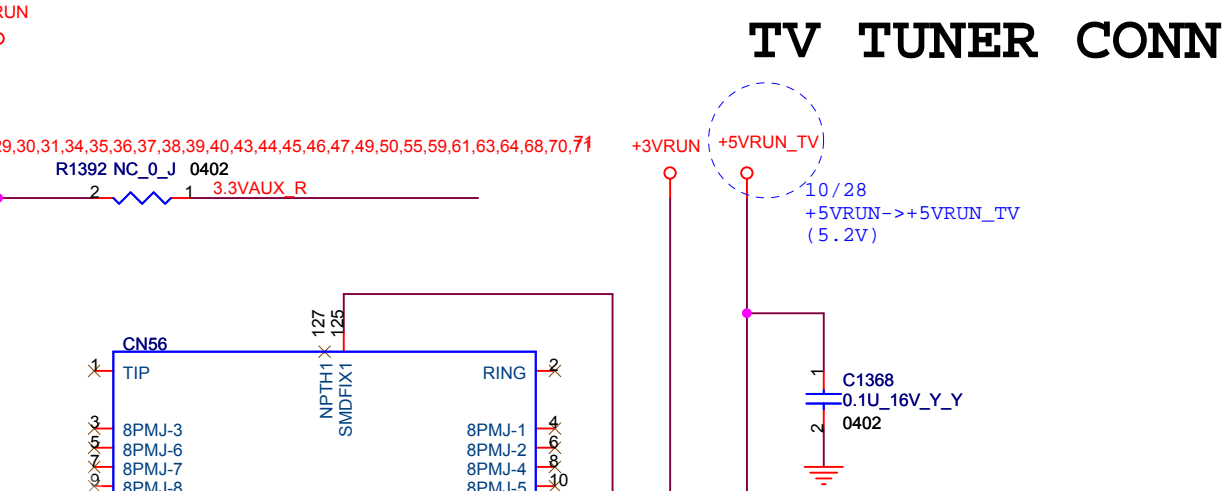 RUN
TV TUNER CONN
29,30,31,34,35,36,37,38,39,40,43,44,45,46,47,49,50,55,59,61,63,64,68,70,71
+3VRUN
+5VRUN_TV
R1392 NC_0_J 0402
2
1
3.3VAUX_R
10/28
+5VRUN->+5VRUN_TV
(5.2V)
127
125
CN56
NPTH1
SMDFIX1
1
TIP
RING
2
3
8PMJ-3
8PMJ-1
4
5
8PMJ-6
8PMJ-2
6
7
8PMJ-7
8PMJ-4
8
9
8PMJ-8
8PMJ-5
10
1
C1368
0.1U_16V_Y_Y
2
0402